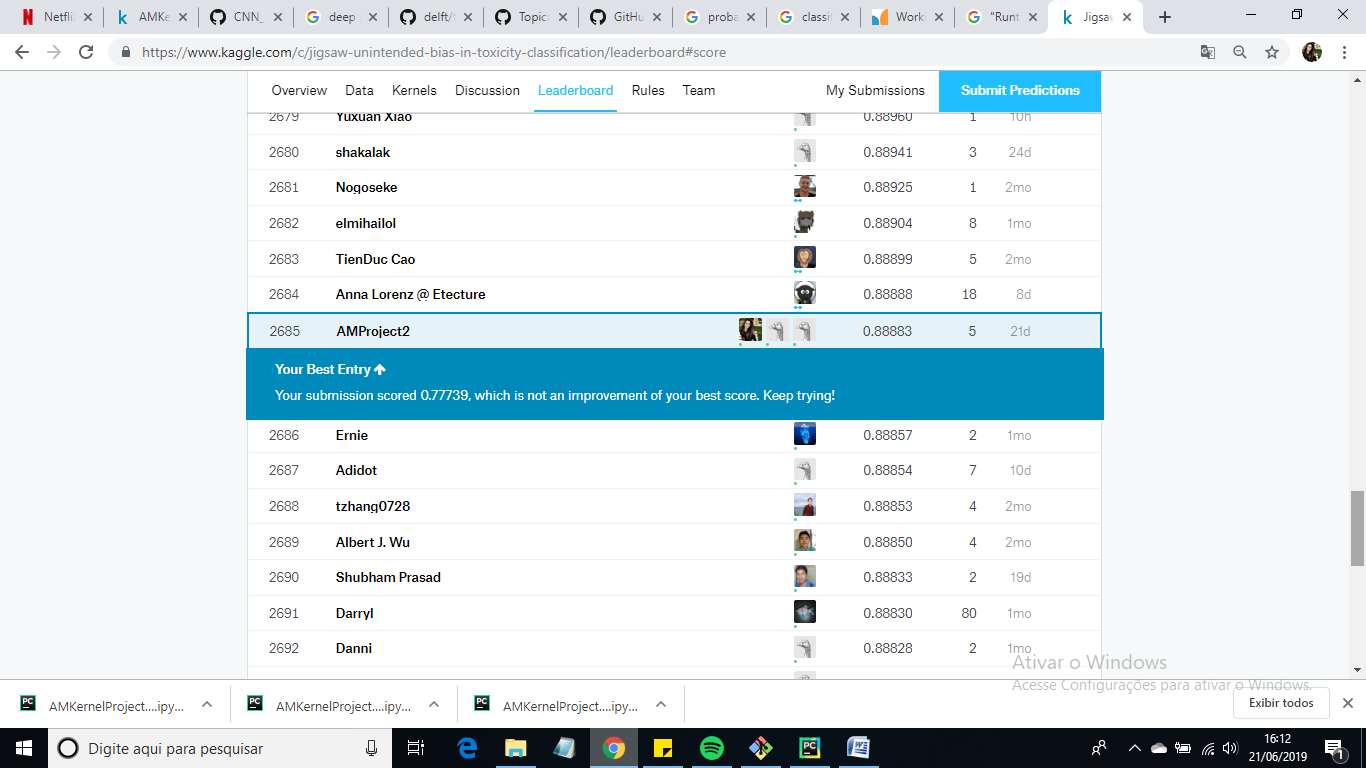 Netflix
AMKe
CNN_
deep
delft/
Topic
GitHu
proba
classif
Worki
"Runt
Jigsaw
https://www.kaggle.com/c/jigsaw-unintended-bias-in-toxicity-classification/leaderboard#score
Overview Data Kernels Discussion Leaderboard Rules Team My Submissions Submit Predictions
2679 Yuxuan Xiao 0.88960 1 10h
2680 shakalak 0.88941 3 24d
2681 Nogoseke 0.88925 1 2mo
2682 elmihailol 0.88904 8 1mo
2683 TienDuc Cao 0.88899 5 2mo
2684 Anna Lorenz @ Etecture 0.88888 18 8d
2685 AMProject2 0.88883 5 21d
Your Best Entry
Your submission scored 0.77739, which is not an improvement of your best score. Keep trying!
2686 Ernie 0.88857 2 1mo
2687 Adidot 0.88854 7 10d
2688 tzhang0728 0.88853 4 2mo
2689 Albert J. Wu 0.88850 4 2mo
2690 Shubham Prasad 0.88833 2 19d
2691 Darryl 0.88830 80 1mo
2692 Danni 0.88828 2 1mo
Ativar o Windows
Acesse Configurações para ativar o Windows.
AMKernelProject....ipy... AMKernelProject....ipy... AMKernelProject....ipy... Exibir todos
Digite aqui para pesquisar
16:12
21/06/2019
1